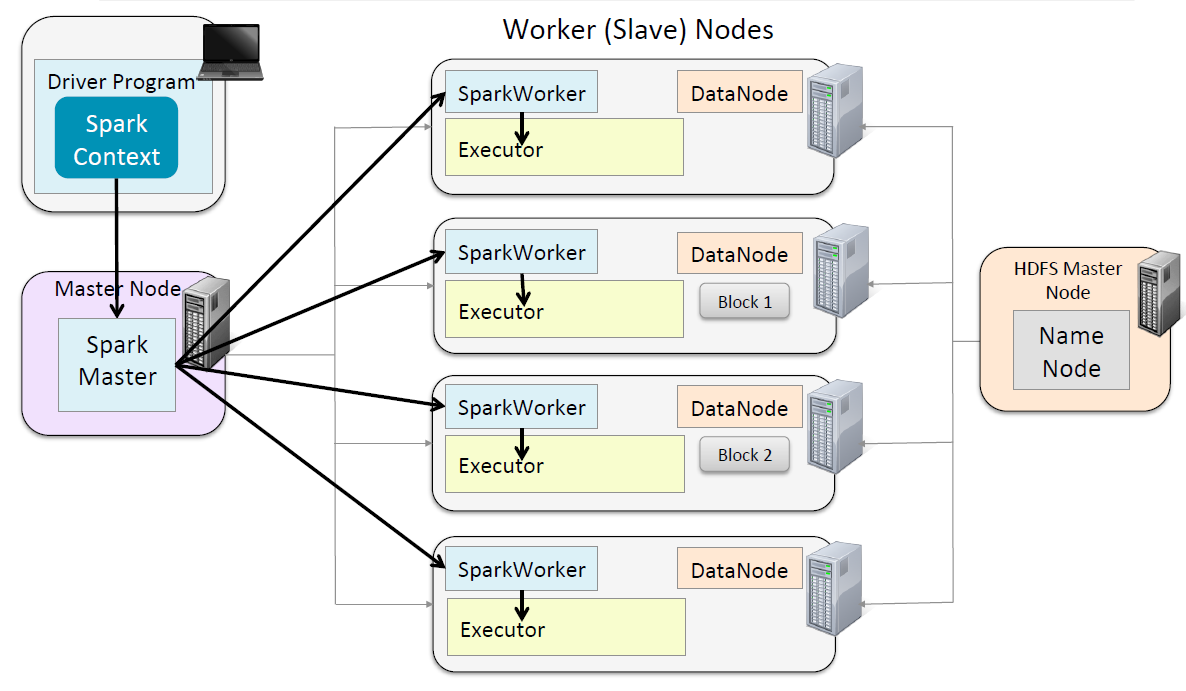 Worker (Slave) Nodes
Driver Program
Spark
Context
Master Node
Spark
Master
SparkWorker
DataNode
Executor
SparkWorker
DataNode
Executor
Block 1
SparkWorker
DataNode
Executor
Block 2
SparkWorker
DataNode
Executor
HDFS Master
Node
Name
Node